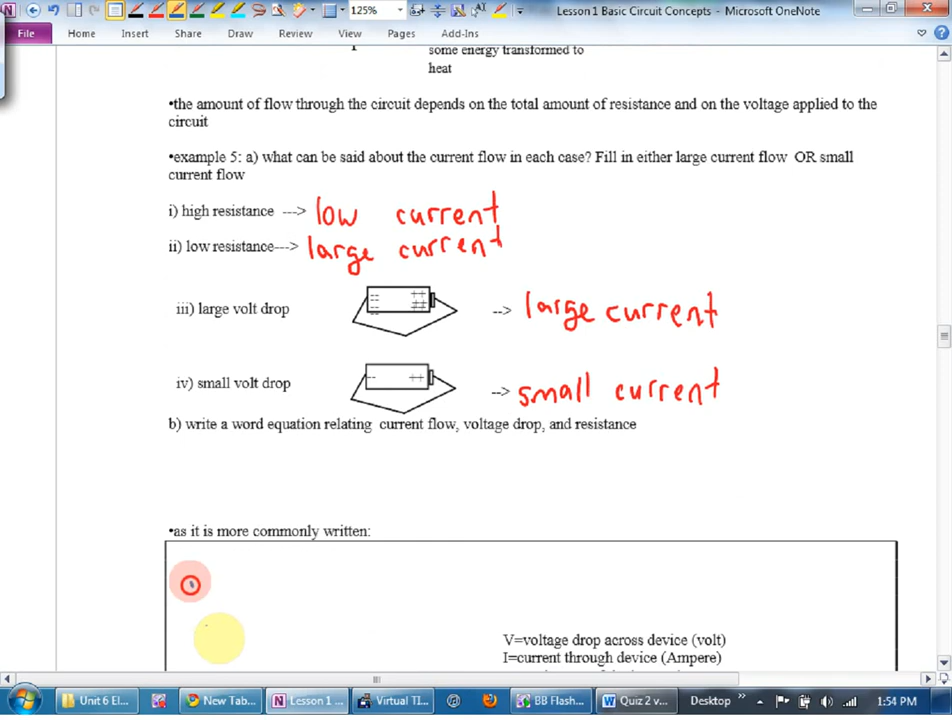 125%
Lesson 1 Basic Circuit Concepts - Microsoft OneNote
File Home Insert Share Draw Review View Pages Add-Ins
some energy transformed to
heat
•the amount of flow through the circuit depends on the total amount of resistance and on the voltage applied to the
circuit
•example 5: a) what can be said about the current flow in each case? Fill in either large current flow OR small
current flow
i) high resistance ---> low current
ii) low resistance---> large current
iii) large volt drop --> large current
iv) small volt drop --> small current
b) write a word equation relating current flow, voltage drop, and resistance
•as it is more commonly written:
V=voltage drop across device (volt)
I=current through device (Ampere)
Unit 6 El... New Tab... Lesson 1 ... Virtual TI... BB Flash... Quiz 2 v... Desktop 1:54 PM